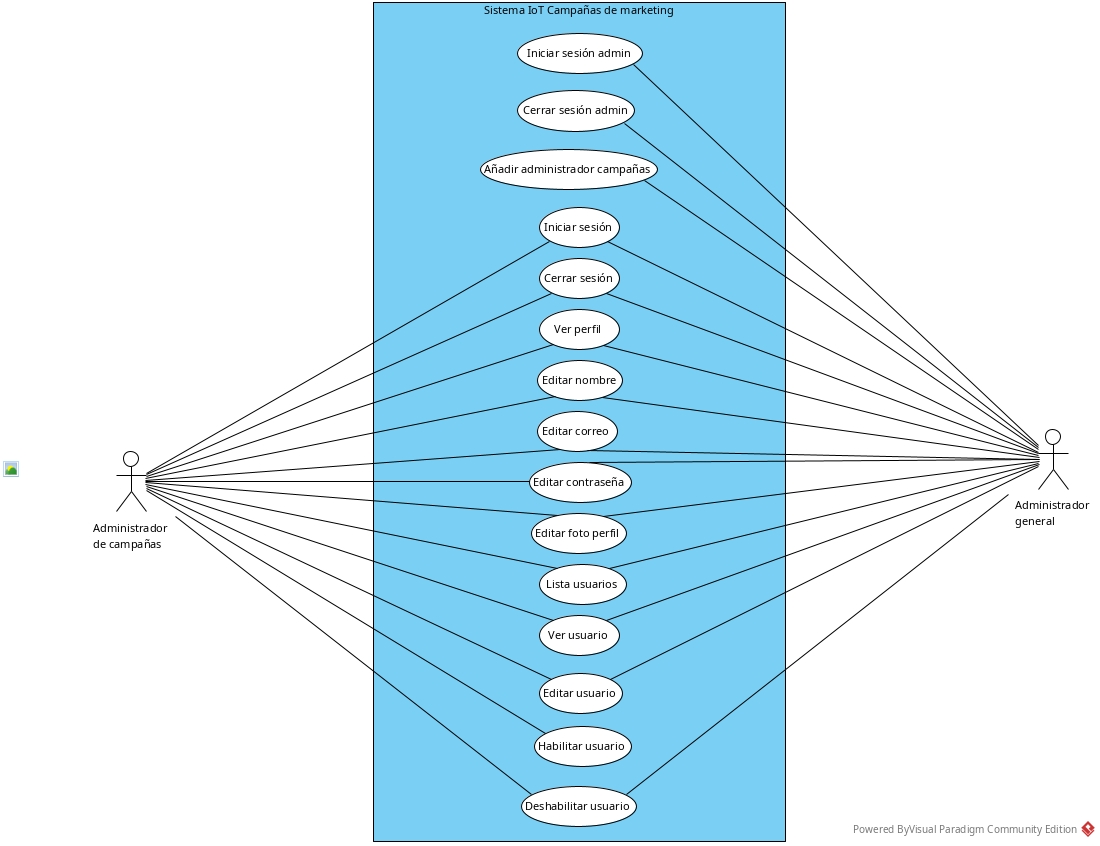 Sistema IoT Campañas de marketing
Iniciar sesión admin
Cerrar sesión admin
Añadir administrador campañas
Iniciar sesión
Cerrar sesión
Ver perfil
Editar nombre
Editar correo
Editar contraseña
Editar foto perfil
Lista usuarios
Ver usuario
Editar usuario
Habilitar usuario
Deshabilitar usuario
Administrador
de campañas
Administrador
general
Powered ByVisual Paradigm Community Edition